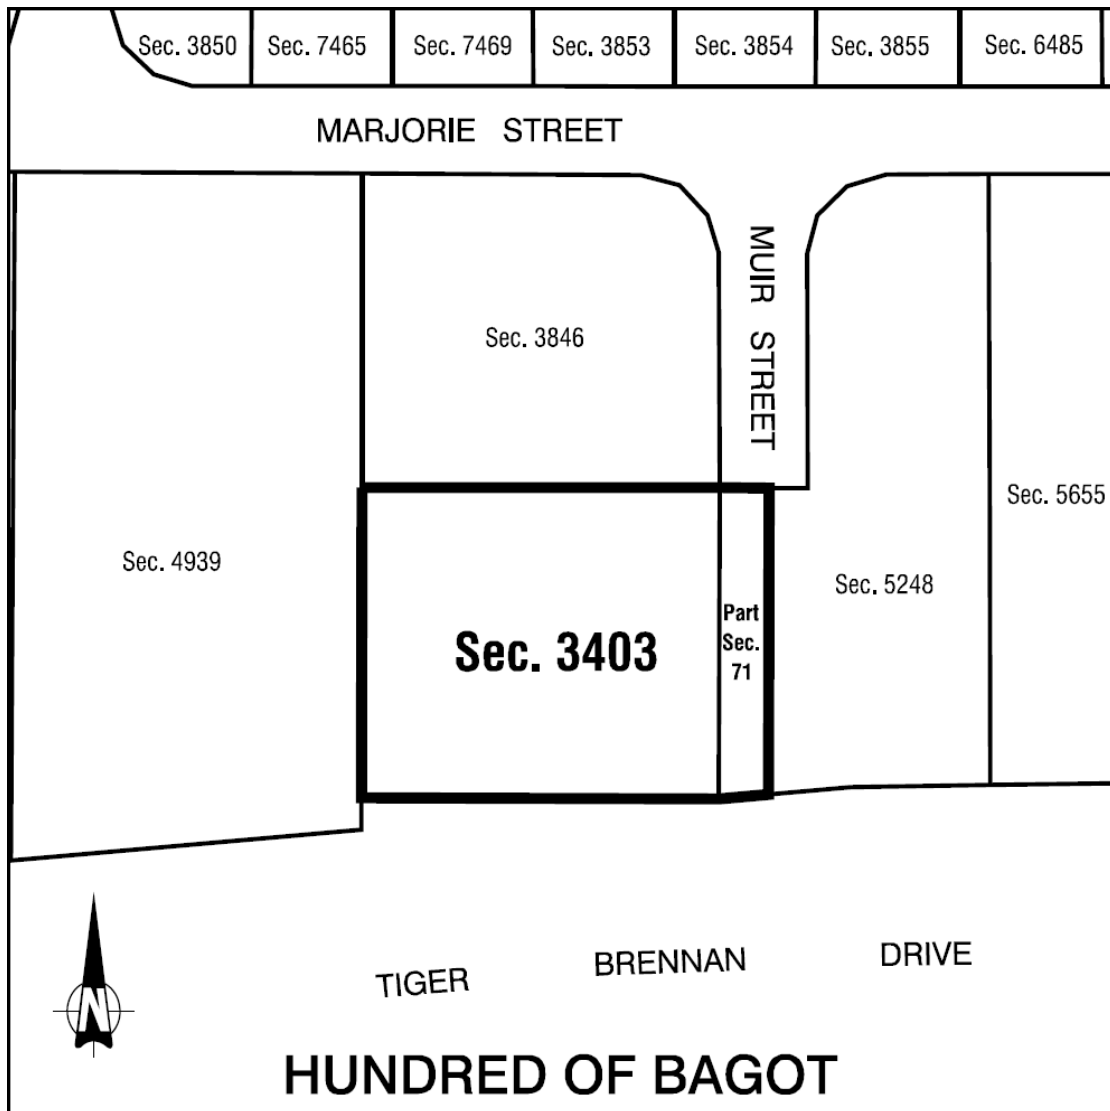 Sec. 3850 Sec. 7465 Sec. 7469 Sec. 3853 Sec. 3854 Sec. 3855 Sec. 6485
MARJORIE STREET
MUIR STREET
Sec. 3846
Sec. 5655
Sec. 4939
Sec. 5248
Part
Sec.
71
Sec. 3403
TIGER BRENNAN DRIVE
N
HUNDRED OF BAGOT